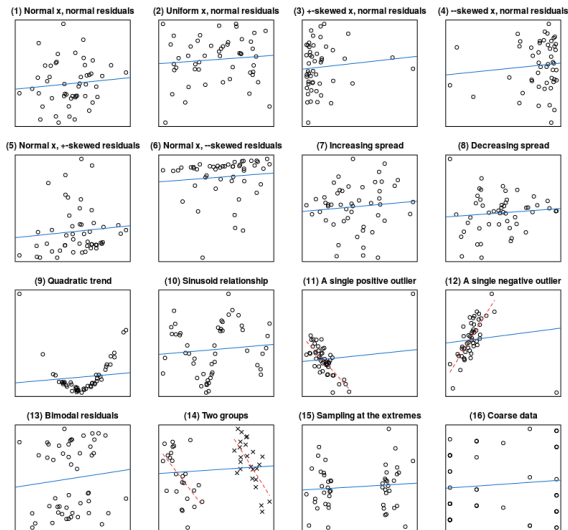 (1) Normal x, normal residuals
(2) Uniform x, normal residuals
(3) +-skewed x, normal residuals
(4) --skewed x, normal residuals
(5) Normal x, +-skewed residuals
(6) Normal x, --skewed residuals
(7) Increasing spread
(8) Decreasing spread
(9) Quadratic trend
(10) Sinusoid relationship
(11) A single positive outlier
(12) A single negative outlier
(13) Bimodal residuals
(14) Two groups
(15) Sampling at the extremes
(16) Coarse data